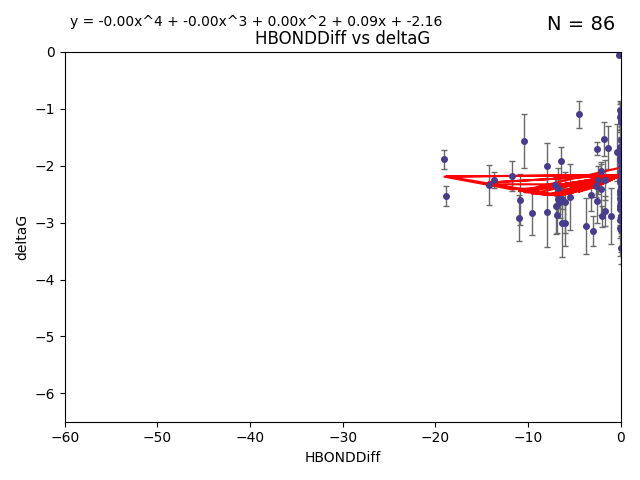 y = -0.00x^4 + -0.00x^3 + 0.00x^2 + 0.09x + -2.16
N = 86
HBONDDiff vs deltaG
0
−1
−2
−3
−4
−5
−6
deltaG
−60 −50 −40 −30 −20 −10 0
HBONDDiff